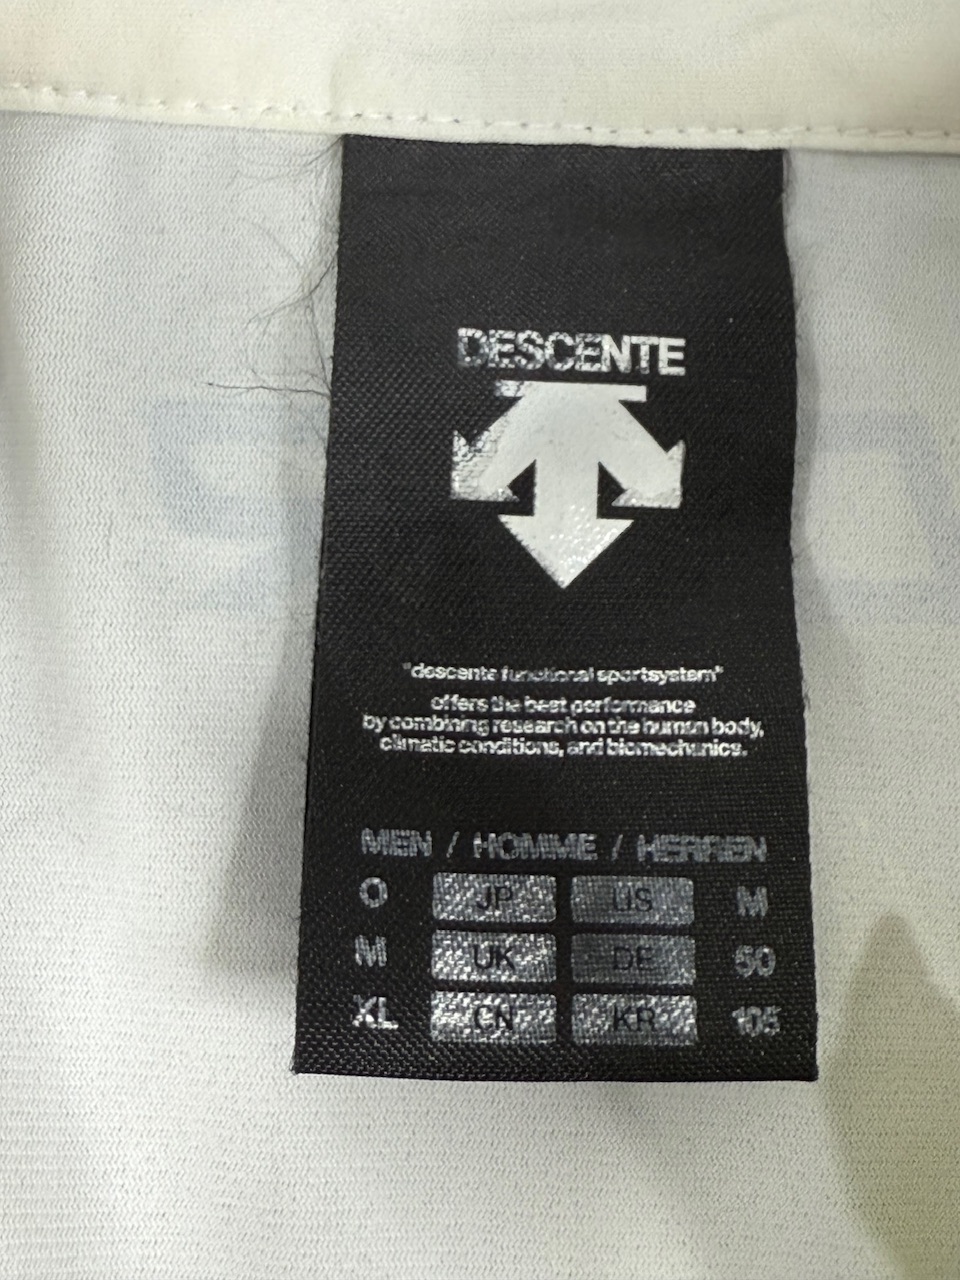 DESCENTE
"descente functional sportsystem"
offers the best performance
by combining research on the human body,
climatic conditions, and biomechanics.
MEN / HOMME / HERREN
O JP US M
M UK DE 50
XL CN KR 105